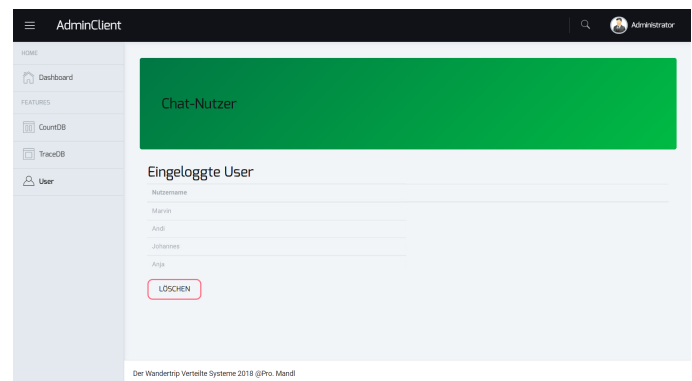 AdminClient
Administrator
HOME
Dashboard
FEATURES
CountDB
TraceDB
User
Chat-Nutzer
Eingeloggte User
Nutzername
Marvin
Andi
Johannes
Anja
LÖSCHEN
Der Wandertrip Verteilte Systeme 2018 @Pro. Mandl